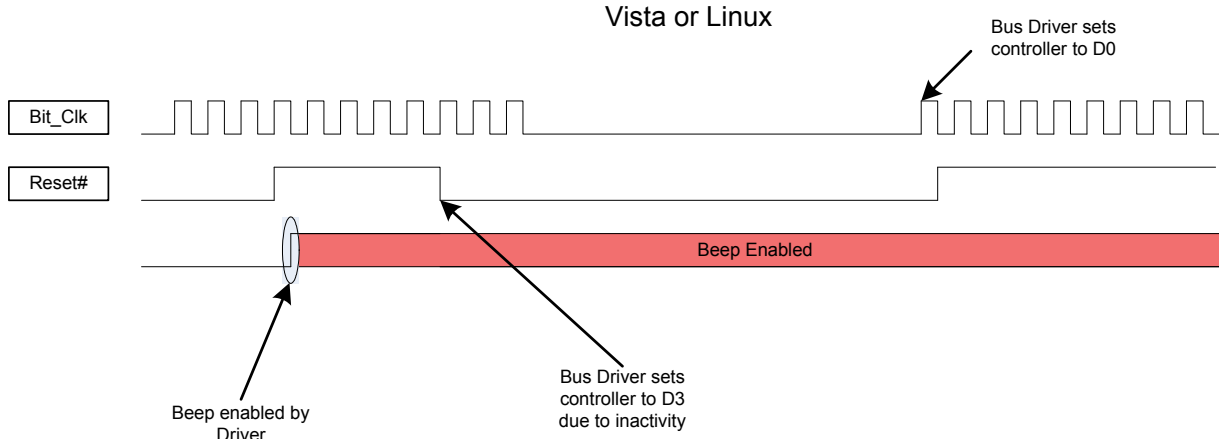 Vista or Linux
Bus Driver sets
controller to D0
Bit_Clk
Reset#
Beep Enabled
Beep enabled by
Driver
Bus Driver sets
controller to D3
due to inactivity